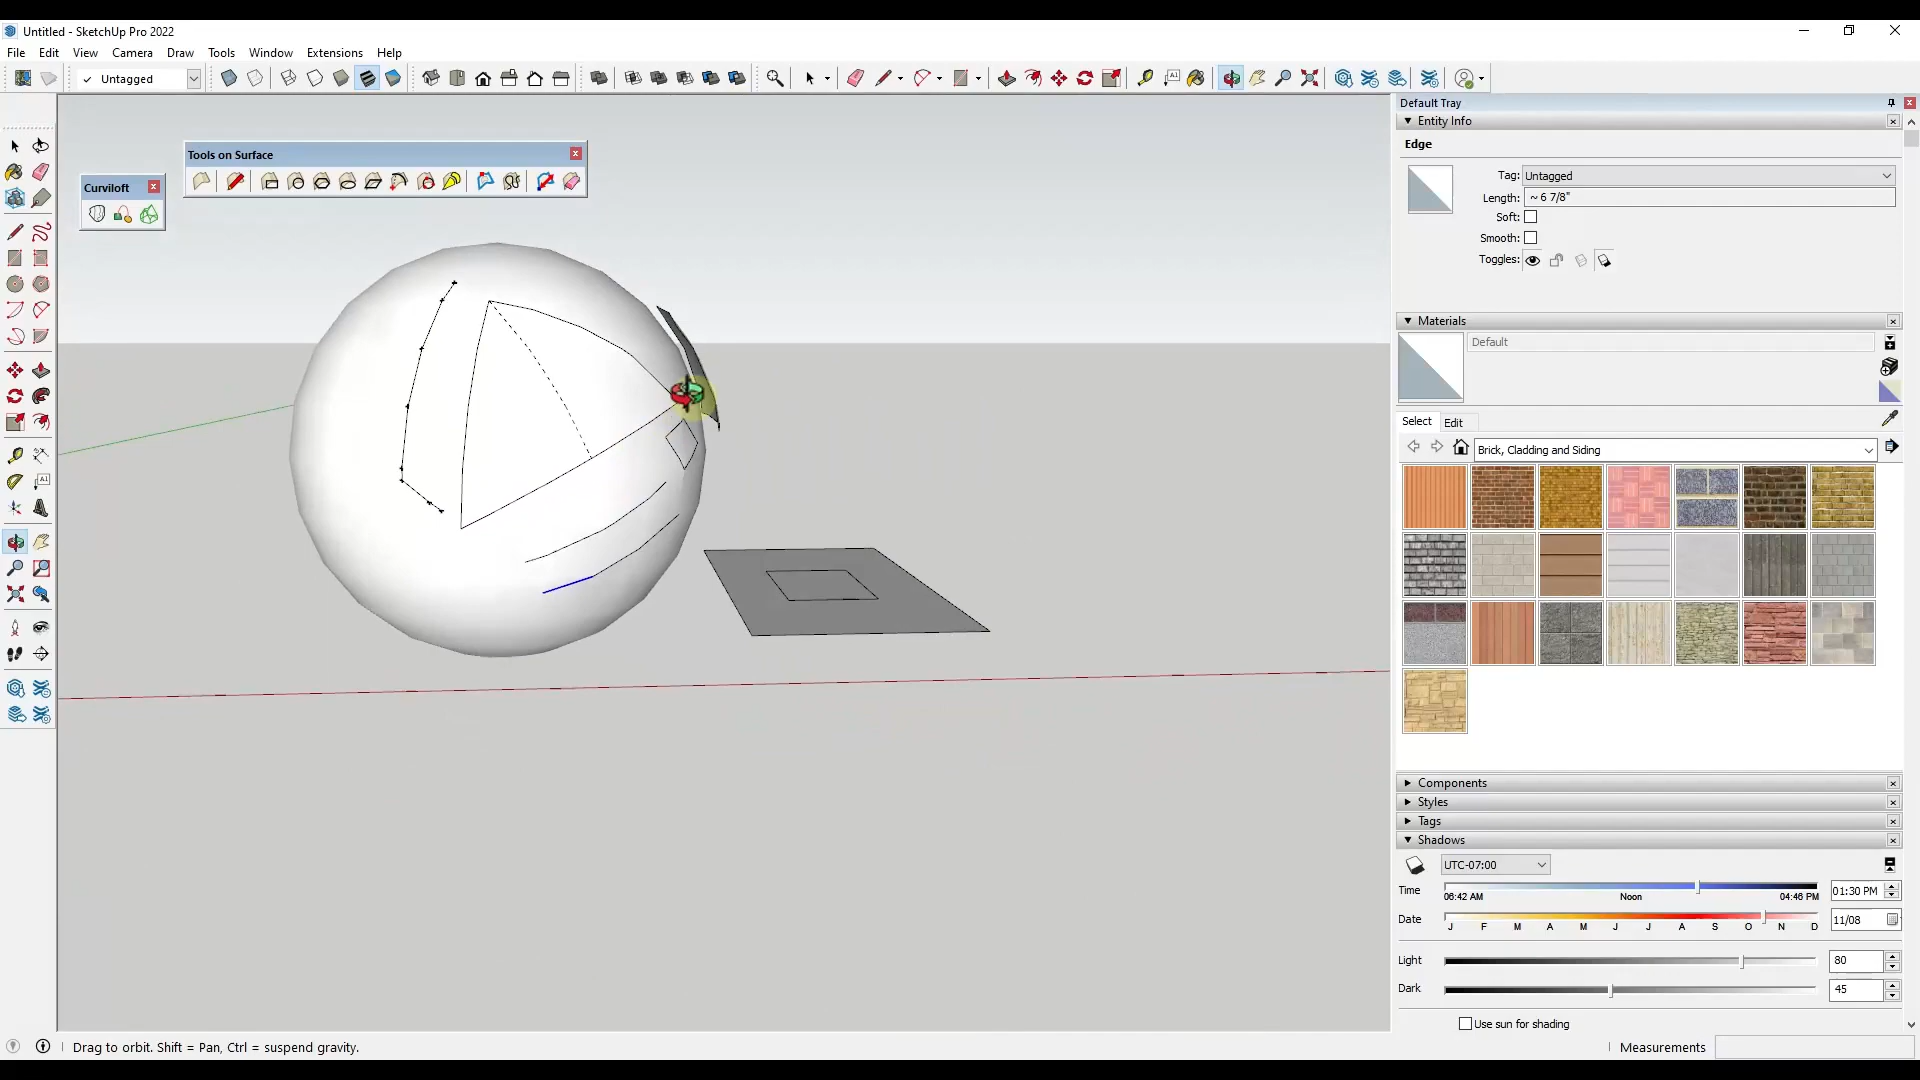 Untitled - SketchUp Pro 2022
File Edit View Camera Draw Tools Window Extensions Help
Untagged
Default Tray
Entity Info
Edge
Tag: Untagged
Length: ~ 6 7/8"
Soft:
Smooth:
Toggles:
Tools on Surface
Curviloft
Materials
Default
Select Edit
Brick, Cladding and Siding
Components
Styles
Tags
Shadows
UTC-07:00
Time 01:30 PM
06:42 AM Noon 04:46 PM
Date 11/08
J F M A M J J A S O N D
Light 80
Dark 45
Use sun for shading
Drag to orbit. Shift = Pan, Ctrl = suspend gravity.
Measurements